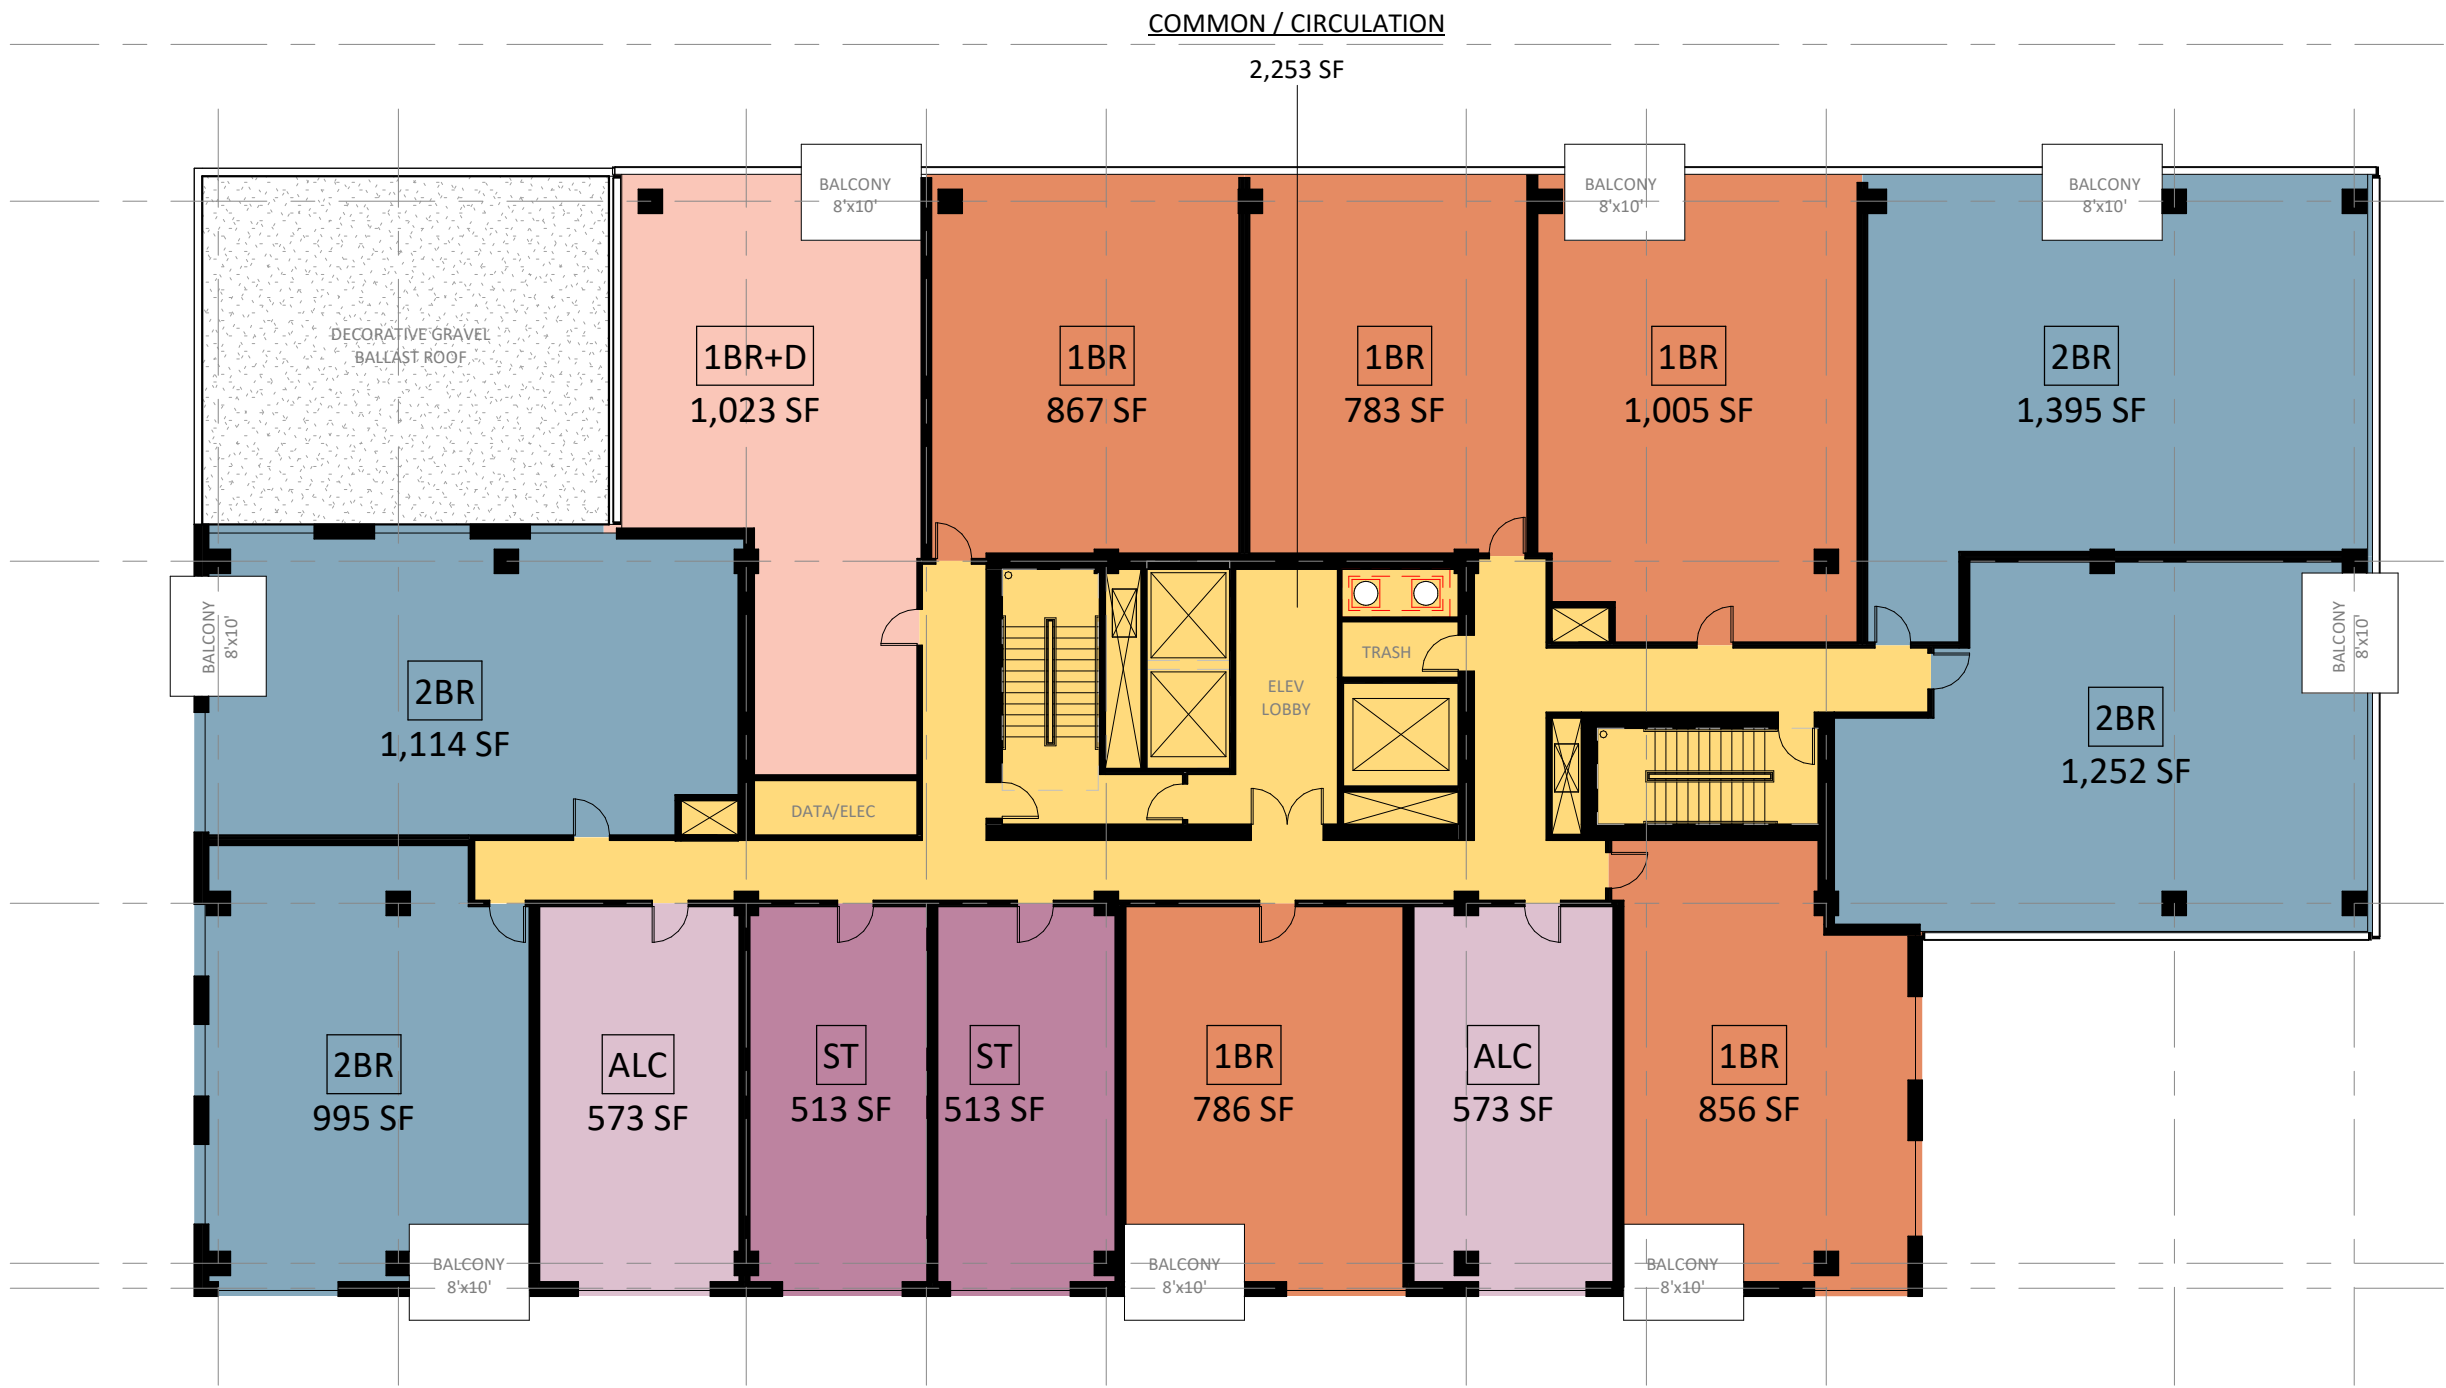 COMMON / CIRCULATION
2,253 SF
BALCONY
8'x10'
BALCONY
8'x10'
BALCONY
8'x10'
DECORATIVE GRAVEL
BALLAST ROOF
1BR+D
1,023 SF
1BR
867 SF
1BR
783 SF
1BR
1,005 SF
2BR
1,395 SF
BALCONY
8'x10'
2BR
1,114 SF
DATA/ELEC
ELEV
LOBBY
TRASH
2BR
1,252 SF
BALCONY
8'x10'
2BR
995 SF
ALC
573 SF
ST
513 SF
ST
513 SF
1BR
786 SF
ALC
573 SF
1BR
856 SF
BALCONY
8'x10'
BALCONY
8'x10'
BALCONY
8'x10'